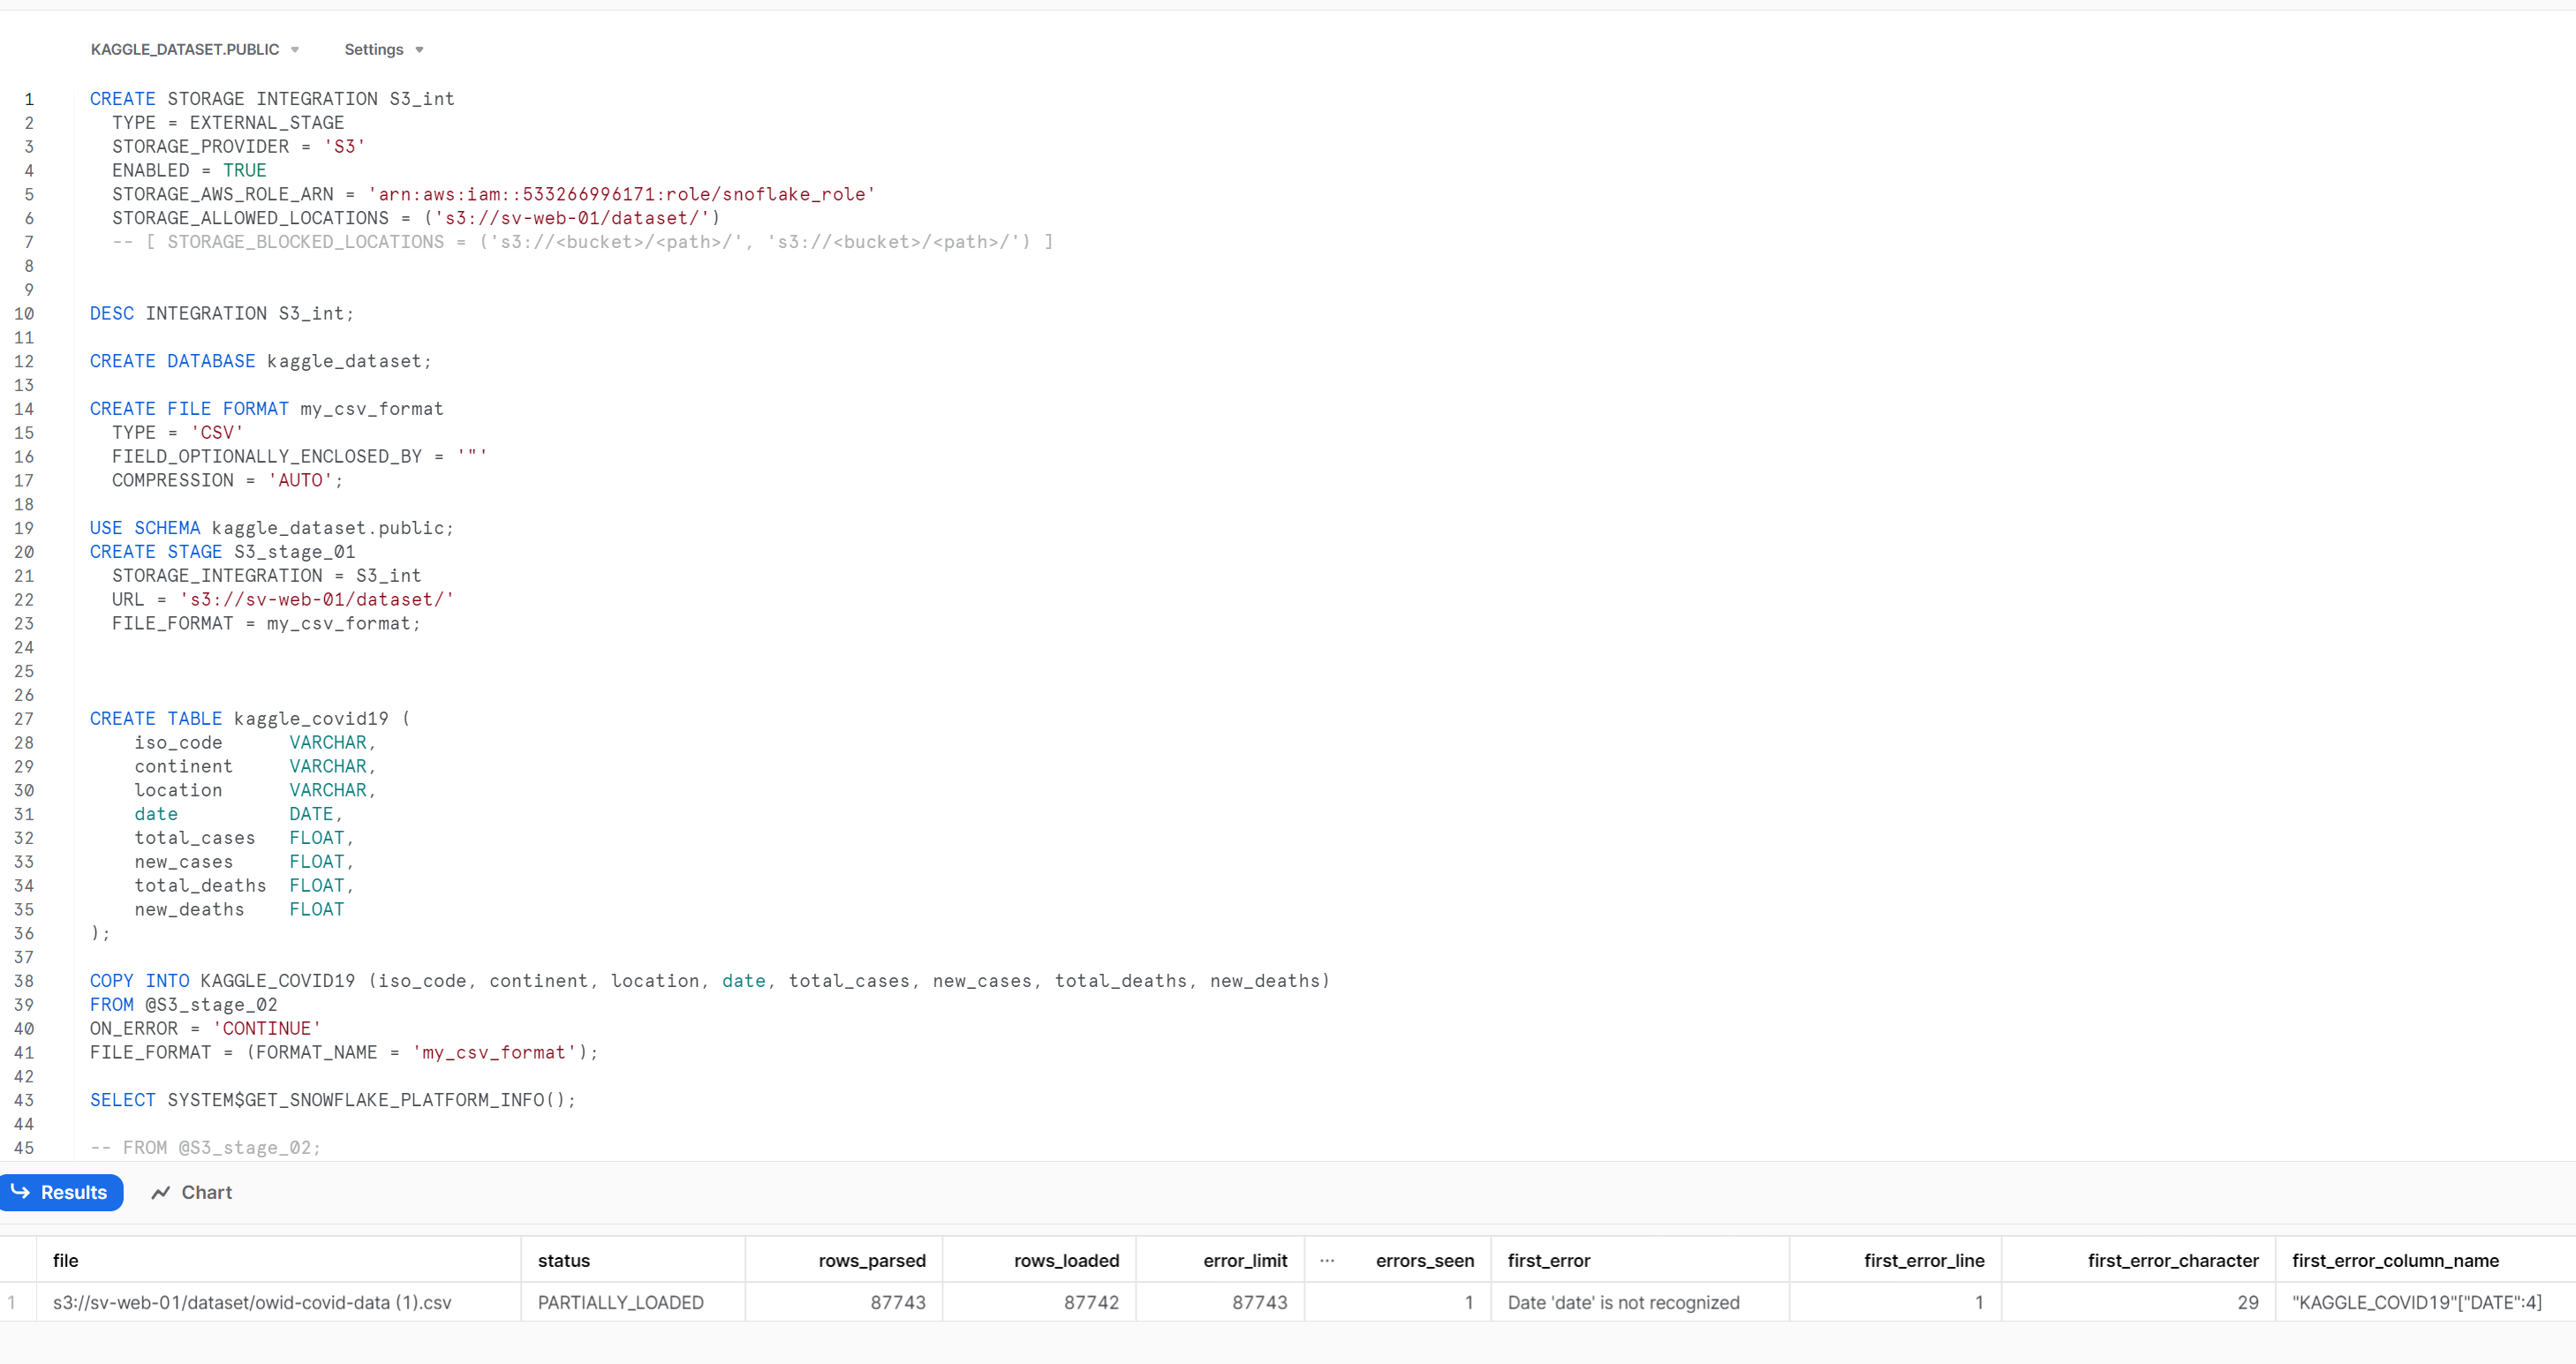 KAGGLE_DATASET.PUBLIC Settings
1 CREATE STORAGE INTEGRATION S3_int
2 TYPE = EXTERNAL_STAGE
3 STORAGE_PROVIDER = 'S3'
4 ENABLED = TRUE
5 STORAGE_AWS_ROLE_ARN = 'arn:aws:iam::533266996171:role/snoflake_role'
6 STORAGE_ALLOWED_LOCATIONS = ('s3://sv-web-01/dataset/')
7 -- [ STORAGE_BLOCKED_LOCATIONS = ('s3://<bucket>/<path>/', 's3://<bucket>/<path>/') ]
8
9
10 DESC INTEGRATION S3_int;
11
12 CREATE DATABASE kaggle_dataset;
13
14 CREATE FILE FORMAT my_csv_format
15 TYPE = 'CSV'
16 FIELD_OPTIONALLY_ENCLOSED_BY = '"'
17 COMPRESSION = 'AUTO';
18
19 USE SCHEMA kaggle_dataset.public;
20 CREATE STAGE S3_stage_01
21 STORAGE_INTEGRATION = S3_int
22 URL = 's3://sv-web-01/dataset/'
23 FILE_FORMAT = my_csv_format;
24
25
26
27 CREATE TABLE kaggle_covid19 (
28 iso_code VARCHAR,
29 continent VARCHAR,
30 location VARCHAR,
31 date DATE,
32 total_cases FLOAT,
33 new_cases FLOAT,
34 total_deaths FLOAT,
35 new_deaths FLOAT
36 );
37
38 COPY INTO KAGGLE_COVID19 (iso_code, continent, location, date, total_cases, new_cases, total_deaths, new_deaths)
39 FROM @S3_stage_02
40 ON_ERROR = 'CONTINUE'
41 FILE_FORMAT = (FORMAT_NAME = 'my_csv_format');
42
43 SELECT SYSTEM$GET_SNOWFLAKE_PLATFORM_INFO();
44
45 -- FROM @S3_stage_02;
Results Chart
file status rows_parsed rows_loaded error_limit ... errors_seen first_error first_error_line first_error_character first_error_column_name
1 s3://sv-web-01/dataset/owid-covid-data (1).csv PARTIALLY_LOADED 87743 87742 87743 1 Date 'date' is not recognized 1 29 "KAGGLE_COVID19"["DATE":4]